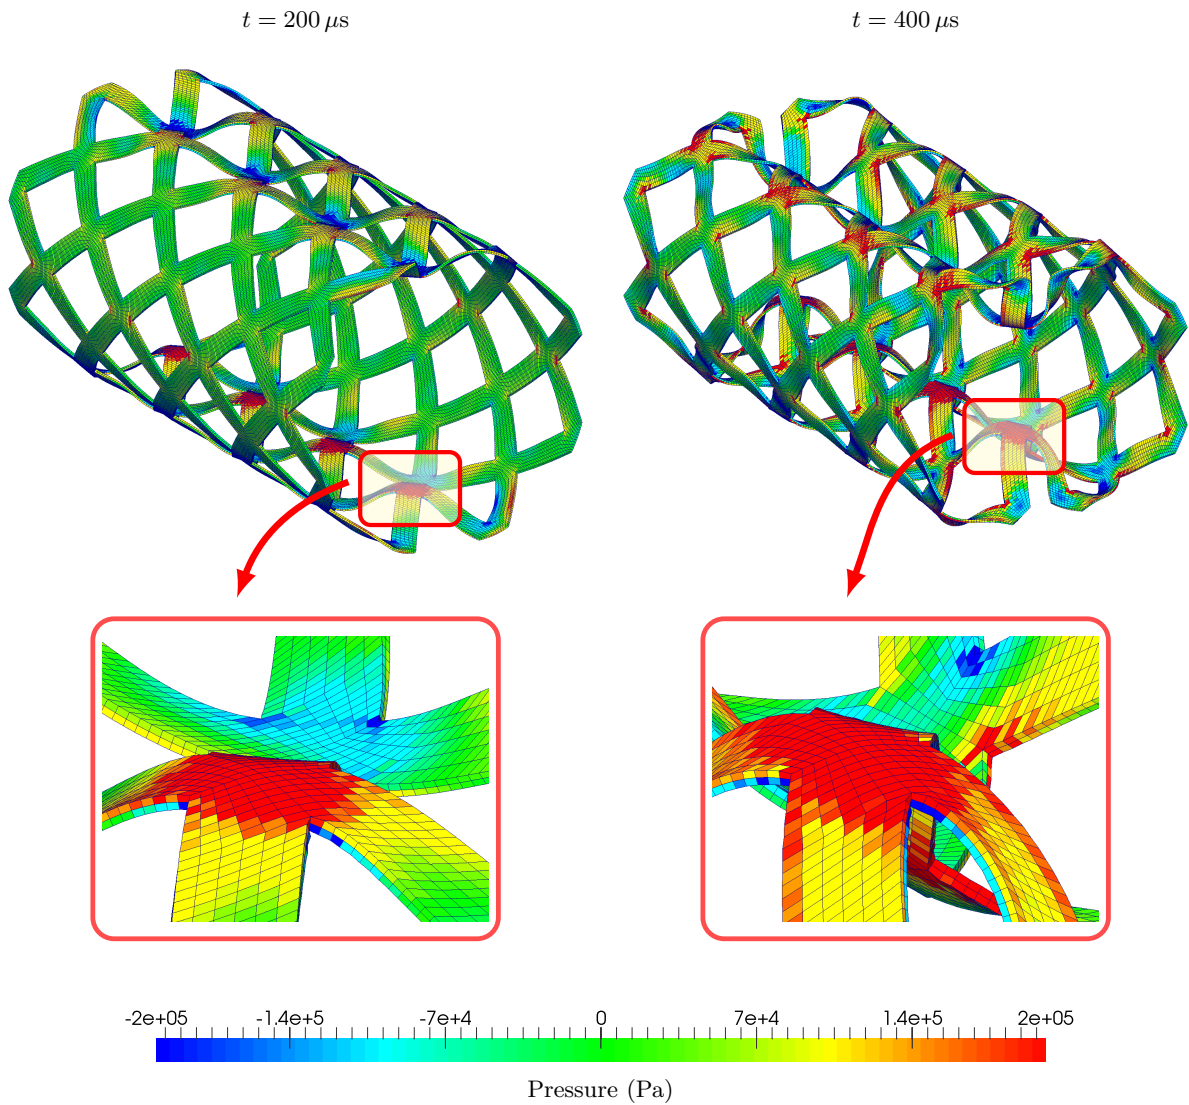 t = 200 μs
t = 400 μs
-2e+05 -1.4e+5 -7e+4 0 7e+4 1.4e+5 2e+05
Pressure (Pa)